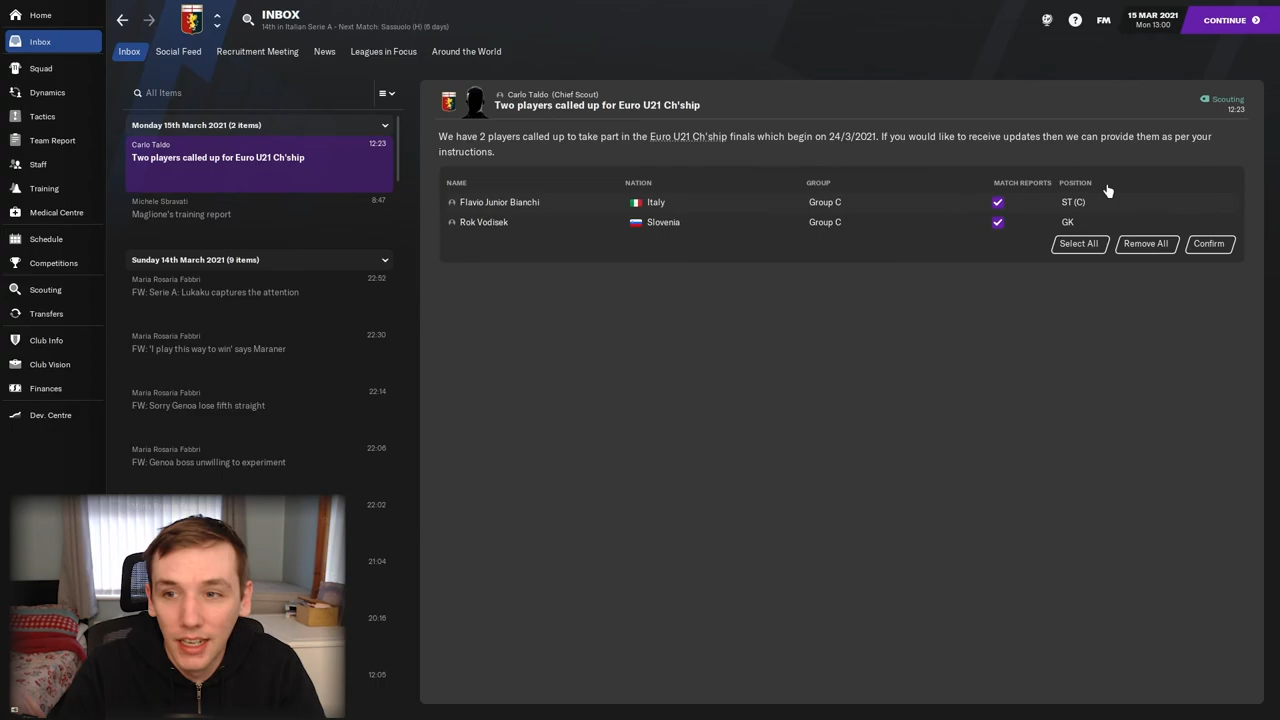 Home
Inbox
Squad
Dynamics
Tactics
Team Report
Staff
Training
Medical Centre
Schedule
Competitions
Scouting
Transfers
Club Info
Club Vision
Finances
Dev. Centre
INBOX
14th in Italian Serie A - Next Match: Sassuolo (H) (6 days)
FM
15 MAR 2021
Mon 13:00
CONTINUE
Inbox
Social Feed
Recruitment Meeting
News
Leagues in Focus
Around the World
All Items
Monday 15th March 2021 (2 items)
Carlo Taldo 12:23
Two players called up for Euro U21 Ch'ship
Michele Sbravati 8:47
Maglione's training report
Sunday 14th March 2021 (9 items)
Maria Rosaria Fabbri 22:52
FW: Serie A: Lukaku captures the attention
Maria Rosaria Fabbri 22:30
FW: 'I play this way to win' says Maraner
Maria Rosaria Fabbri 22:14
FW: Sorry Genoa lose fifth straight
Maria Rosaria Fabbri 22:06
FW: Genoa boss unwilling to experiment
22:02
21:04
20:16
12:05
Carlo Taldo (Chief Scout)
Two players called up for Euro U21 Ch'ship
Scouting
12:23
We have 2 players called up to take part in the Euro U21 Ch'ship finals which begin on 24/3/2021. If you would like to receive updates then we can provide them as per your
instructions.
NAME NATION GROUP MATCH REPORTS POSITION
Flavio Junior Bianchi Italy Group C ST (C)
Rok Vodisek Slovenia Group C GK
Select All Remove All Confirm